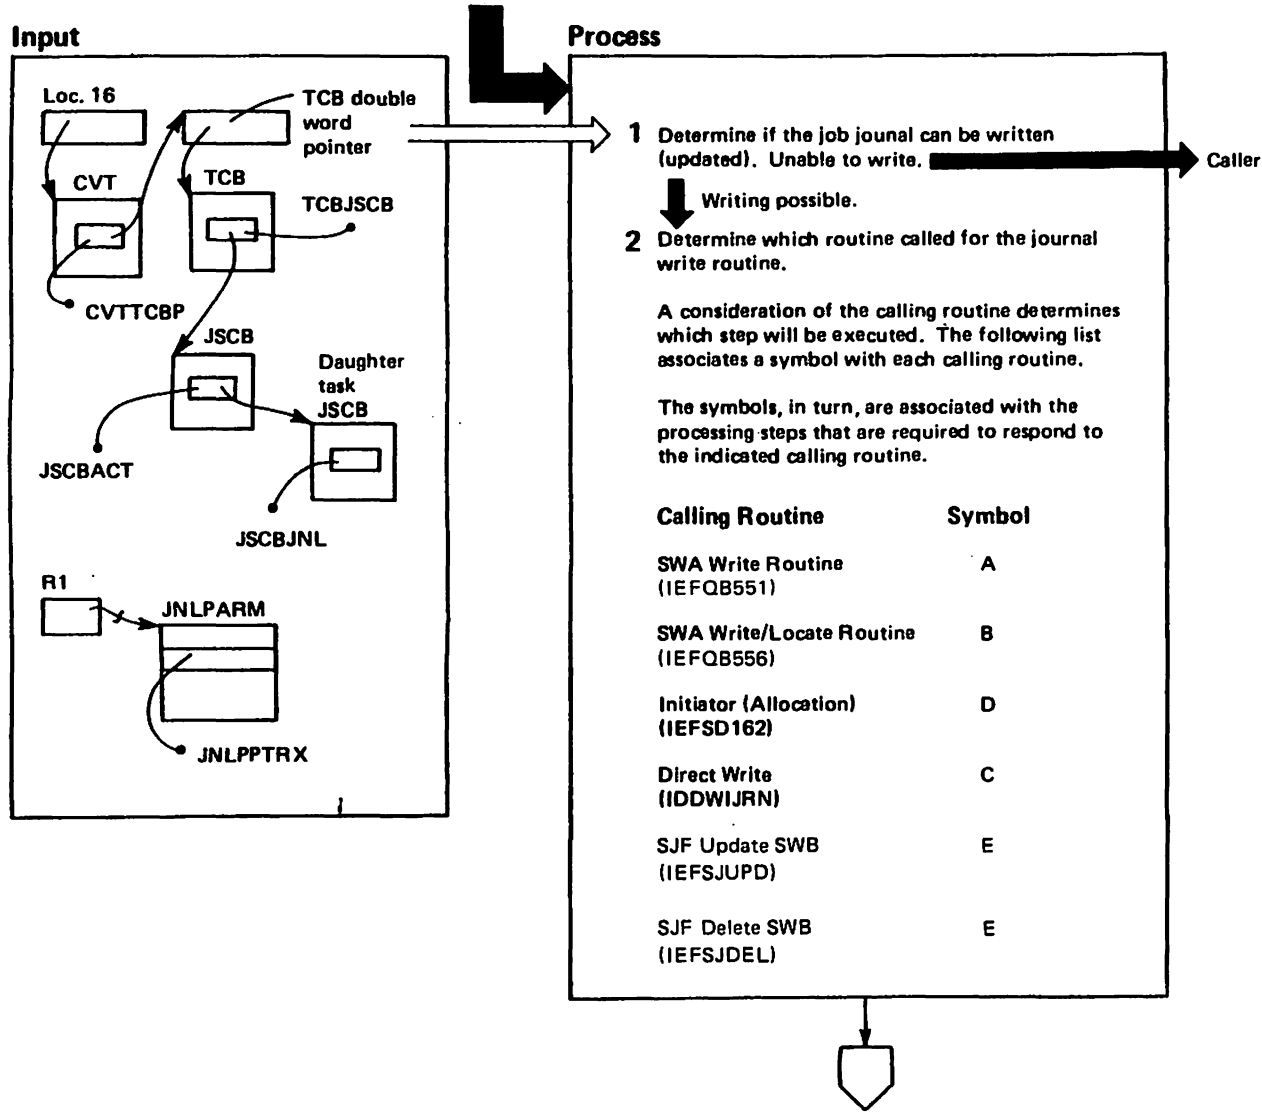 Input
Loc. 16
TCB double
word
pointer
CVT
TCB
TCBJSCB
CVTTCBP
JSCB
Daughter
task
JSCB
JSCBACT
JSCBJNL
R1
JNLPARM
JNLPPTRX
Process
1 Determine if the job jounal can be written
(updated). Unable to write.
Caller
Writing possible.
2 Determine which routine called for the journal
write routine.
A consideration of the calling routine determines
which step will be executed. The following list
associates a symbol with each calling routine.
The symbols, in turn, are associated with the
processing steps that are required to respond to
the indicated calling routine.
Calling Routine Symbol
SWA Write Routine A
(IEFQB551)
SWA Write/Locate Routine B
(IEFQB556)
Initiator (Allocation) D
(IEFSD162)
Direct Write C
(IDDWIJRN)
SJF Update SWB E
(IEFSJUPD)
SJF Delete SWB E
(IEFSJDEL)